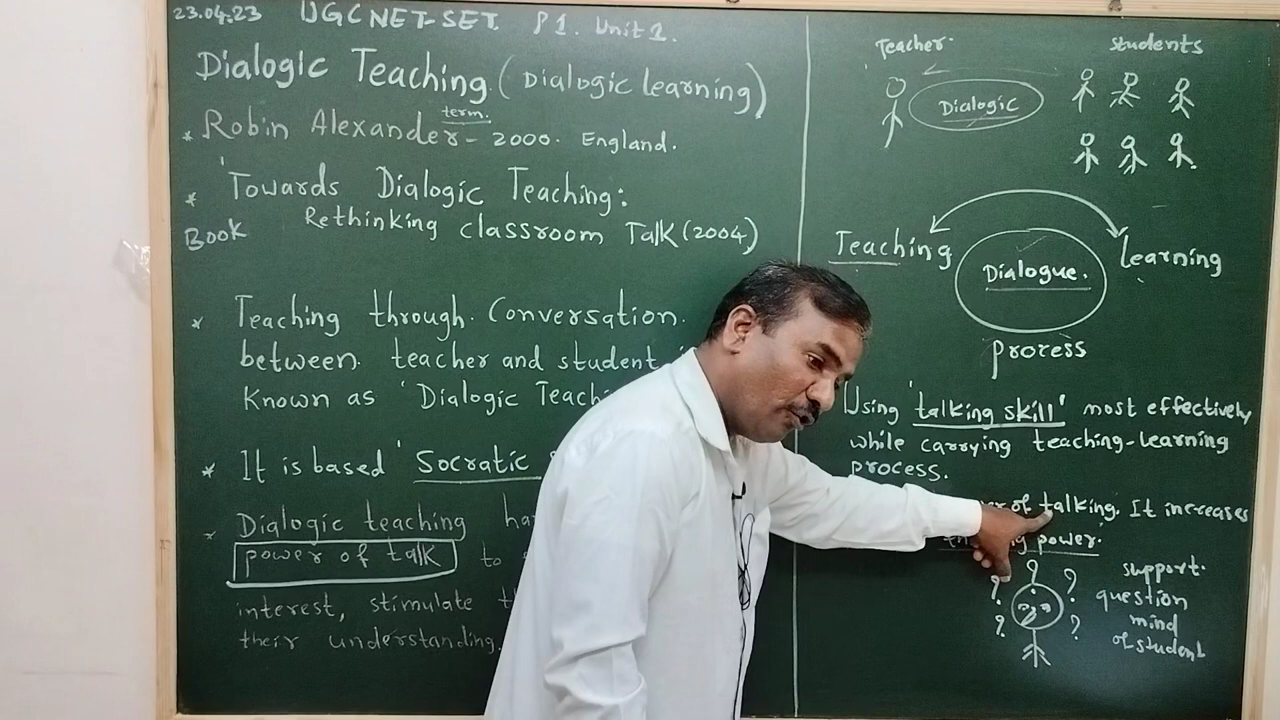 23.04.23 UGC NET-SET. P1. Unit 1.
Dialogic Teaching (Dialogic learning)
term.
* Robin Alexander - 2000. England.
* 'Towards Dialogic Teaching:
Book Rethinking classroom Talk (2004)
* Teaching through Conversation.
between teacher and student
known as 'Dialogic
* It is based 'Socratic
* Dialogic teaching
power of talk to
interest, stimulate
their understanding.
Teacher. students
Dialogic
Teaching Dialogue. learning
process
Using 'talking skill' most effectively
while carrying teaching-learning
process.
of talking. It increases
power.
? ? ? ? ?
support.
question
mind
of student